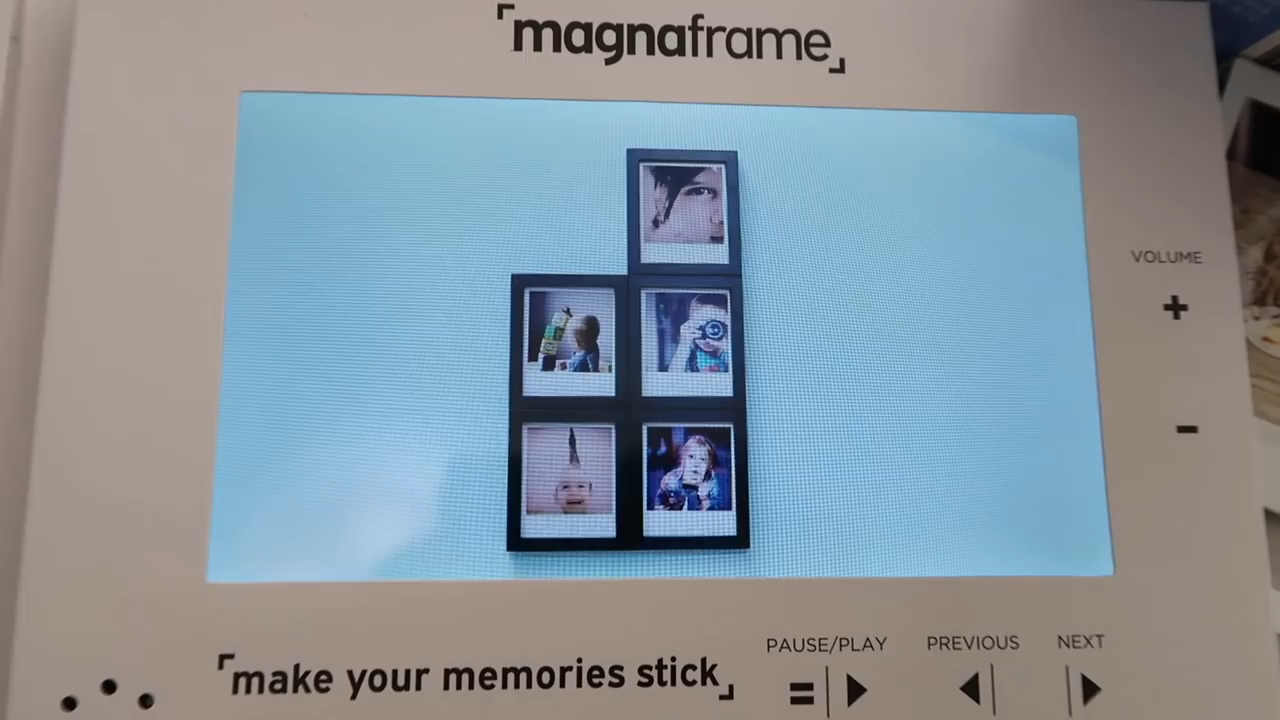 magnaframe
VOLUME
+
-
make your memories stick
PAUSE/PLAY
PREVIOUS
NEXT